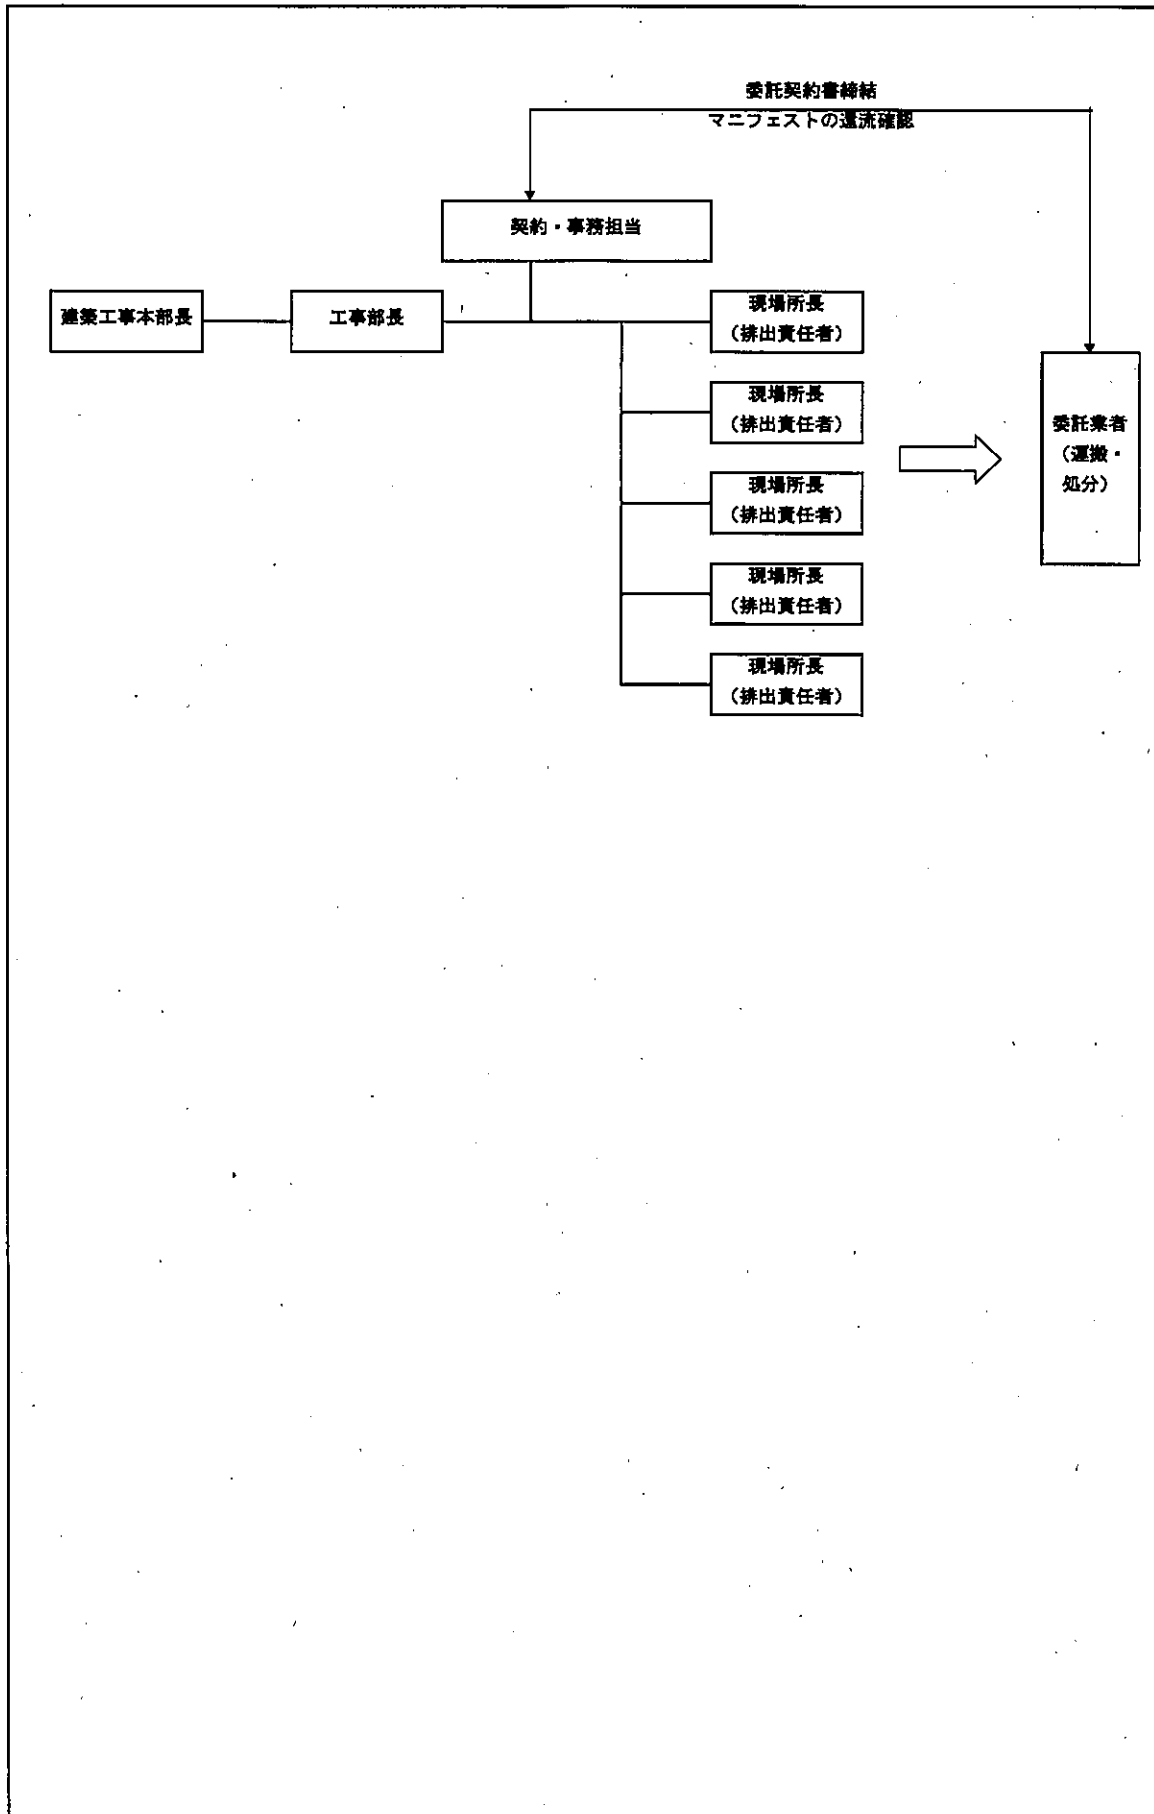 委託契約書締結
マニフェストの還流確認
契約・事務担当
建築工事本部長
工事部長
現場所長
(排出責任者)
現場所長
(排出責任者)
現場所長
(排出責任者)
現場所長
(排出責任者)
現場所長
(排出責任者)
委託業者
(運搬・
処分)